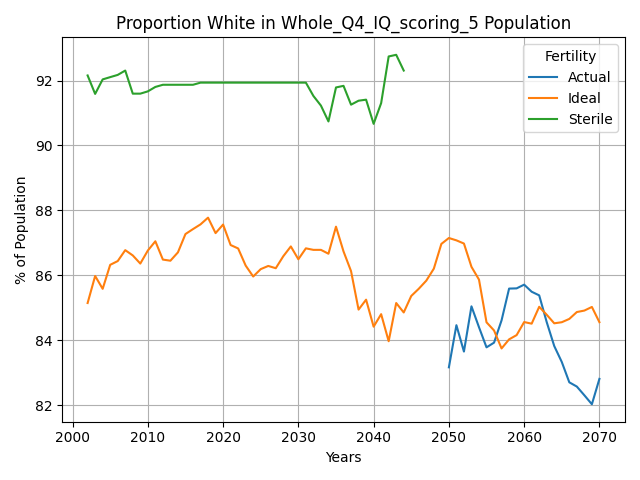 Proportion White in Whole_Q4_IQ_scoring_5 Population
Fertility
Actual
Ideal
Sterile
% of Population
92
90
88
86
84
82
2000
2010
2020
2030
2040
2050
2060
2070
Years